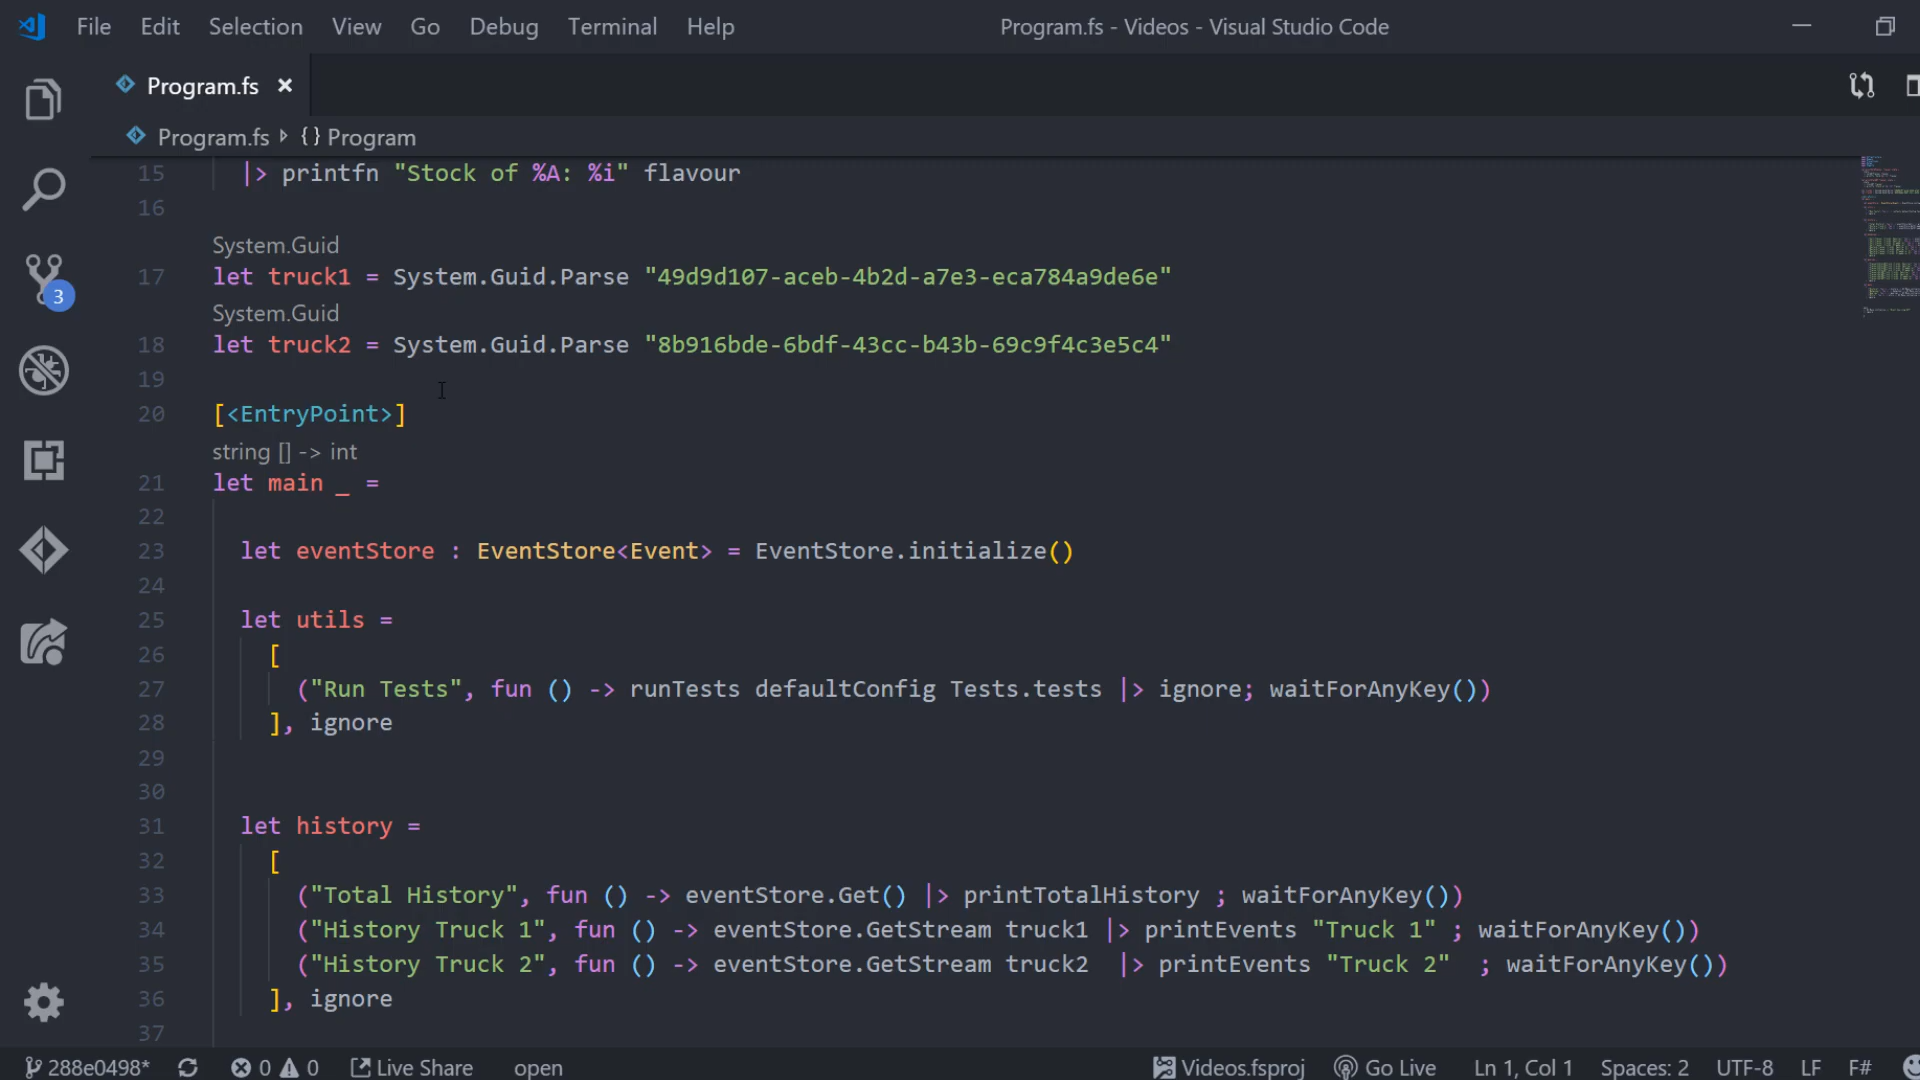 File Edit Selection View Go Debug Terminal Help Program.fs - Videos - Visual Studio Code
Program.fs
Program.fs {} Program
15 |> printfn "Stock of %A: %i" flavour
16
System.Guid
17 let truck1 = System.Guid.Parse "49d9d107-aceb-4b2d-a7e3-eca784a9de6e"
System.Guid
18 let truck2 = System.Guid.Parse "8b916bde-6bdf-43cc-b43b-69c9f4c3e5c4"
19
20 [<EntryPoint>]
string [] -> int
21 let main _ =
22
23 let eventStore : EventStore<Event> = EventStore.initialize()
24
25 let utils =
26 [
27 ("Run Tests", fun () -> runTests defaultConfig Tests.tests |> ignore; waitForAnyKey())
28 ], ignore
29
30
31 let history =
32 [
33 ("Total History", fun () -> eventStore.Get() |> printTotalHistory ; waitForAnyKey())
34 ("History Truck 1", fun () -> eventStore.GetStream truck1 |> printEvents "Truck 1" ; waitForAnyKey())
35 ("History Truck 2", fun () -> eventStore.GetStream truck2 |> printEvents "Truck 2" ; waitForAnyKey())
36 ], ignore
37
3
288e0498* 0 0 Live Share open Videos.fsproj Go Live Ln 1, Col 1 Spaces: 2 UTF-8 LF F#